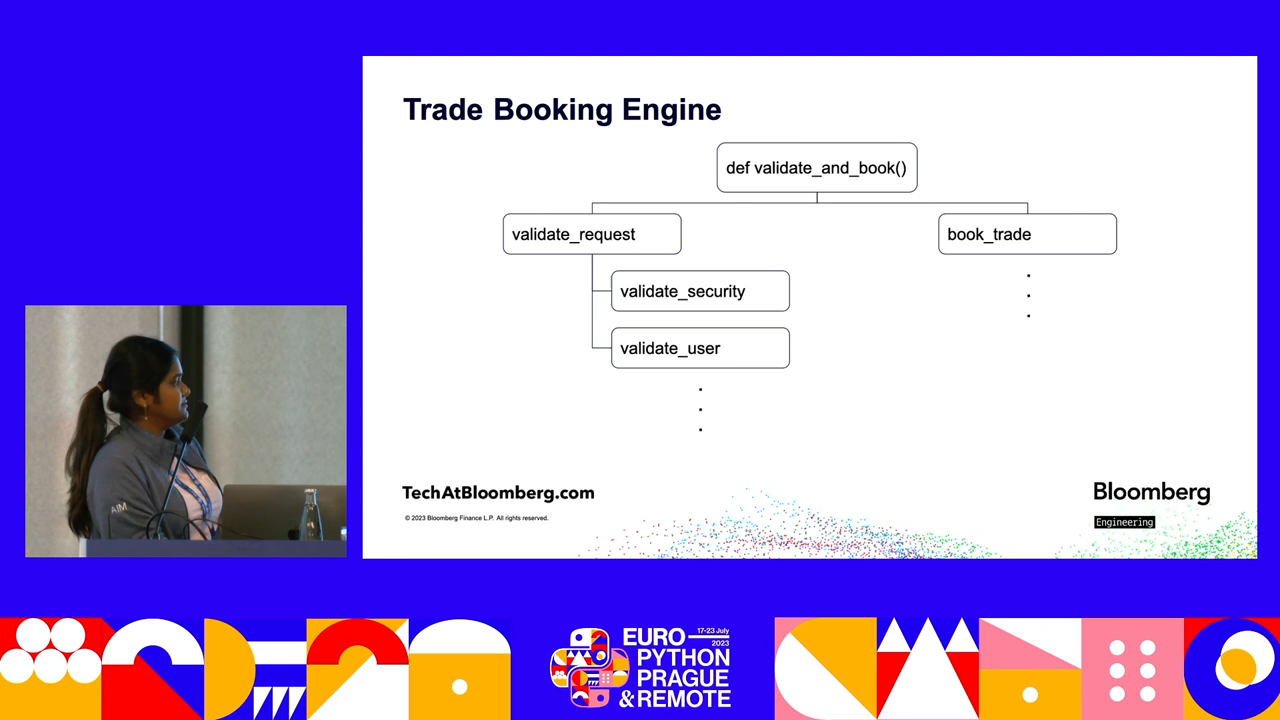 Trade Booking Engine
def validate_and_book()
validate_request
book_trade
validate_security
validate_user
TechAtBloomberg.com
© 2023 Bloomberg Finance L.P. All rights reserved.
Bloomberg
Engineering
AIM
EURO
17-23 July
2023
PYTHON
PRAGUE
& REMOTE